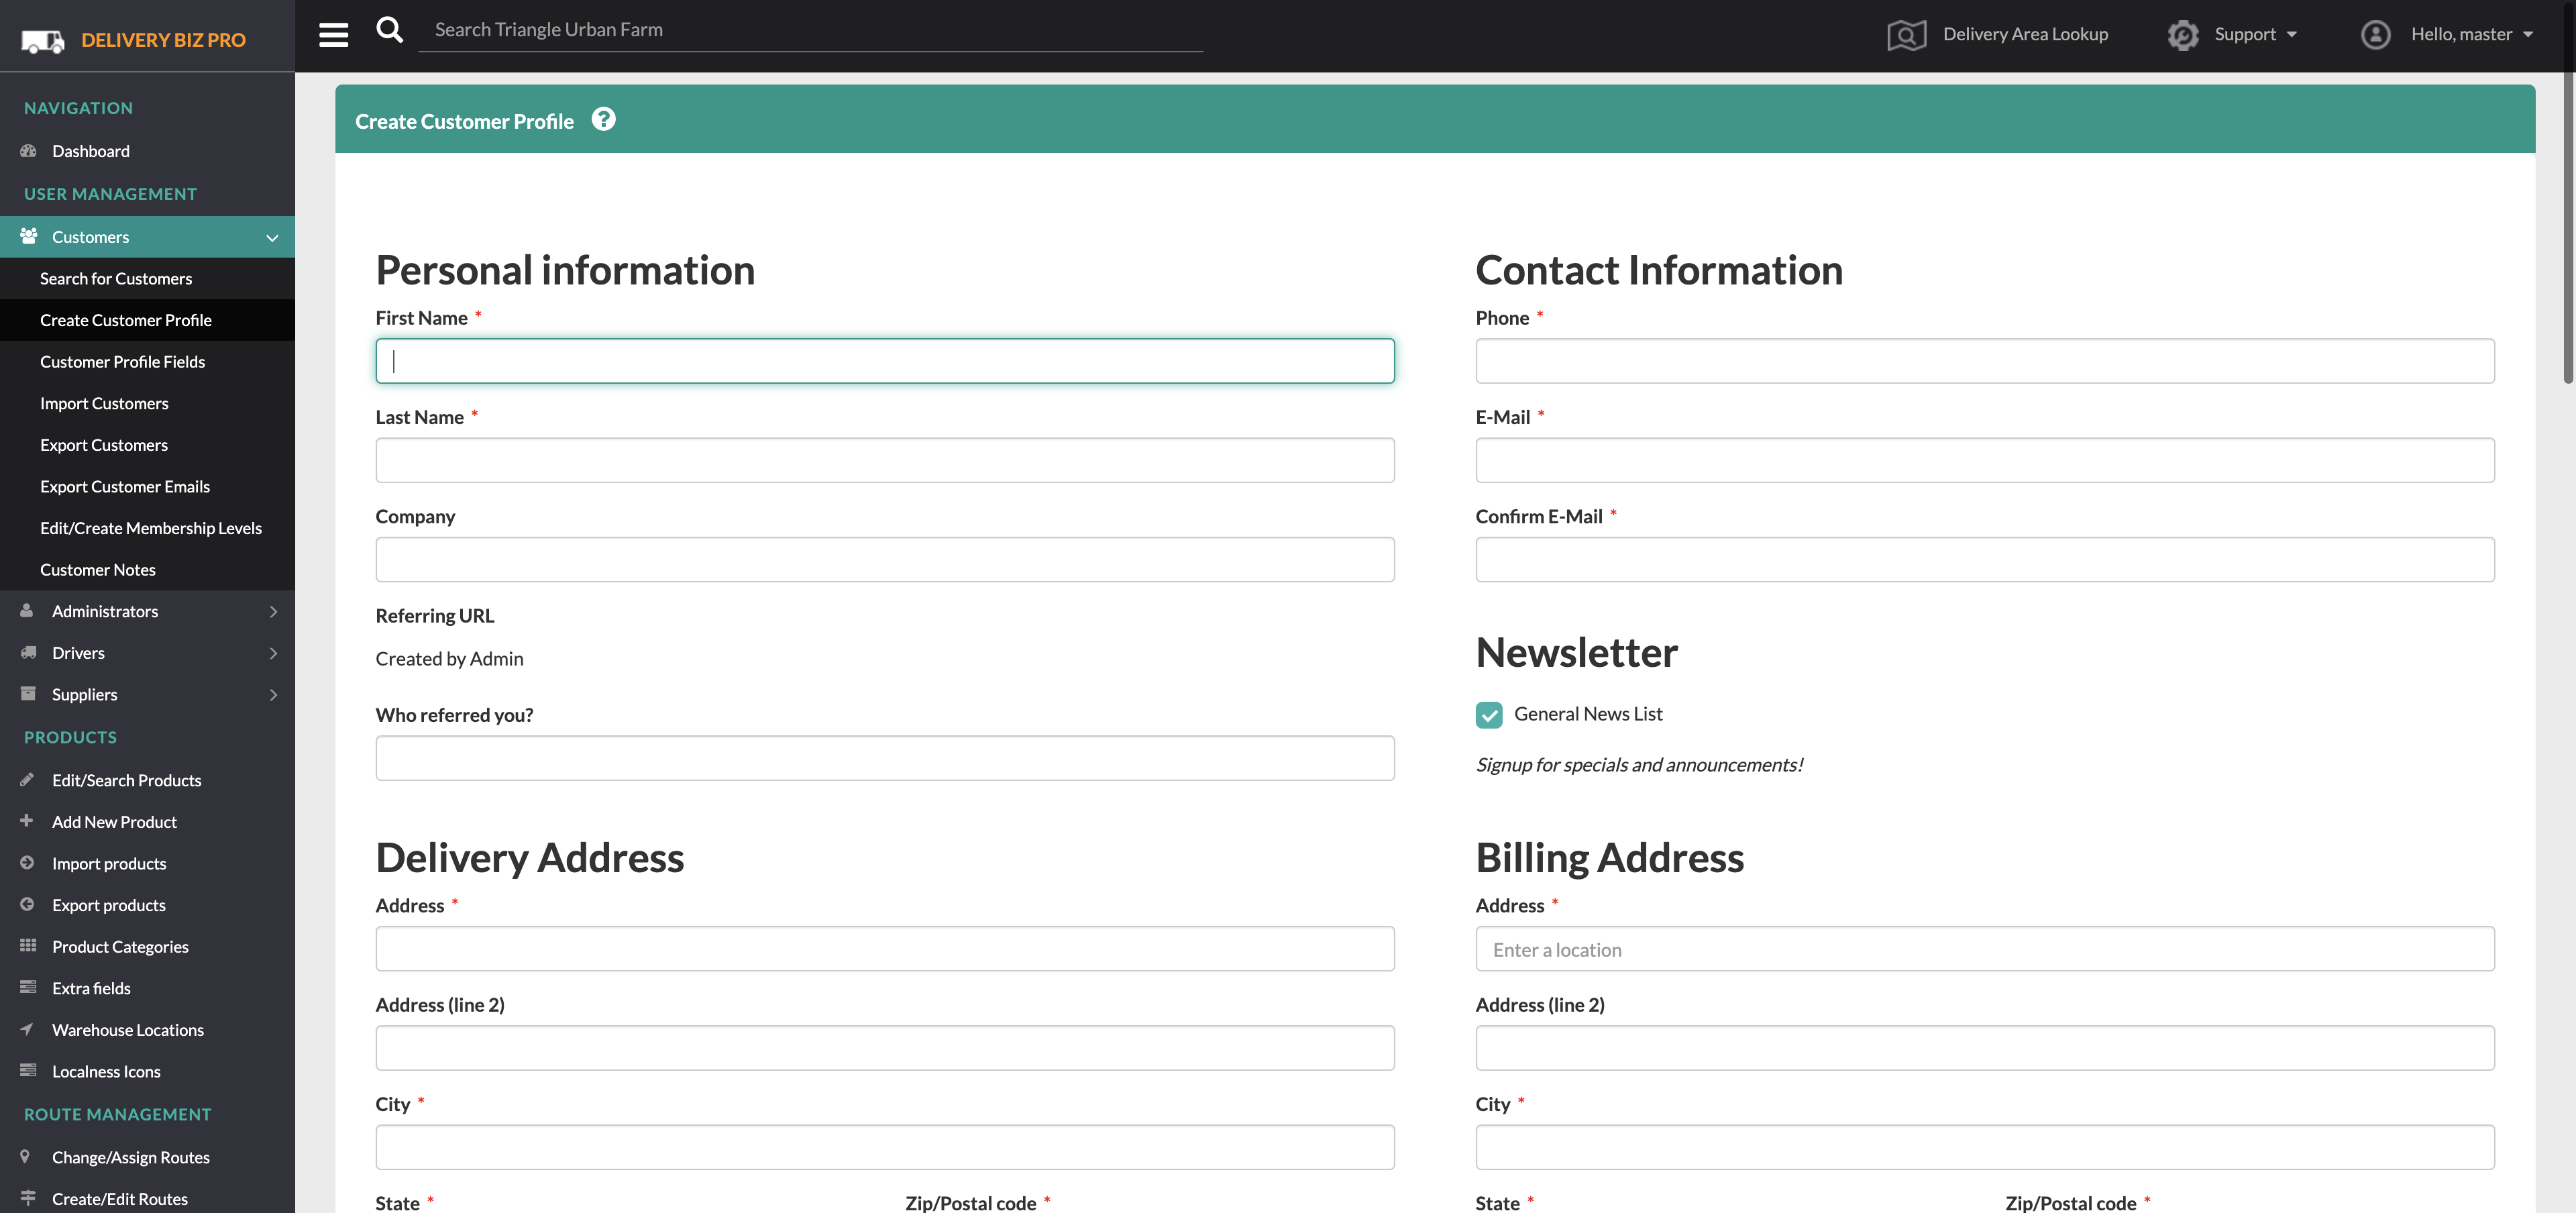 DELIVERY BIZ PRO
Search Triangle Urban Farm
Delivery Area Lookup
Support
Hello, master
NAVIGATION
Dashboard
USER MANAGEMENT
Customers
Search for Customers
Create Customer Profile
Customer Profile Fields
Import Customers
Export Customers
Export Customer Emails
Edit/Create Membership Levels
Customer Notes
Administrators
Drivers
Suppliers
PRODUCTS
Edit/Search Products
Add New Product
Import products
Export products
Product Categories
Extra fields
Warehouse Locations
Localness Icons
ROUTE MANAGEMENT
Change/Assign Routes
Create/Edit Routes
Create Customer Profile ?
Personal information
First Name *
Last Name *
Company
Referring URL
Created by Admin
Who referred you?
Contact Information
Phone *
E-Mail *
Confirm E-Mail *
Newsletter
General News List
Signup for specials and announcements!
Delivery Address
Address *
Address (line 2)
City *
State *
Zip/Postal code *
Billing Address
Address *
Enter a location
Address (line 2)
City *
State *
Zip/Postal code *